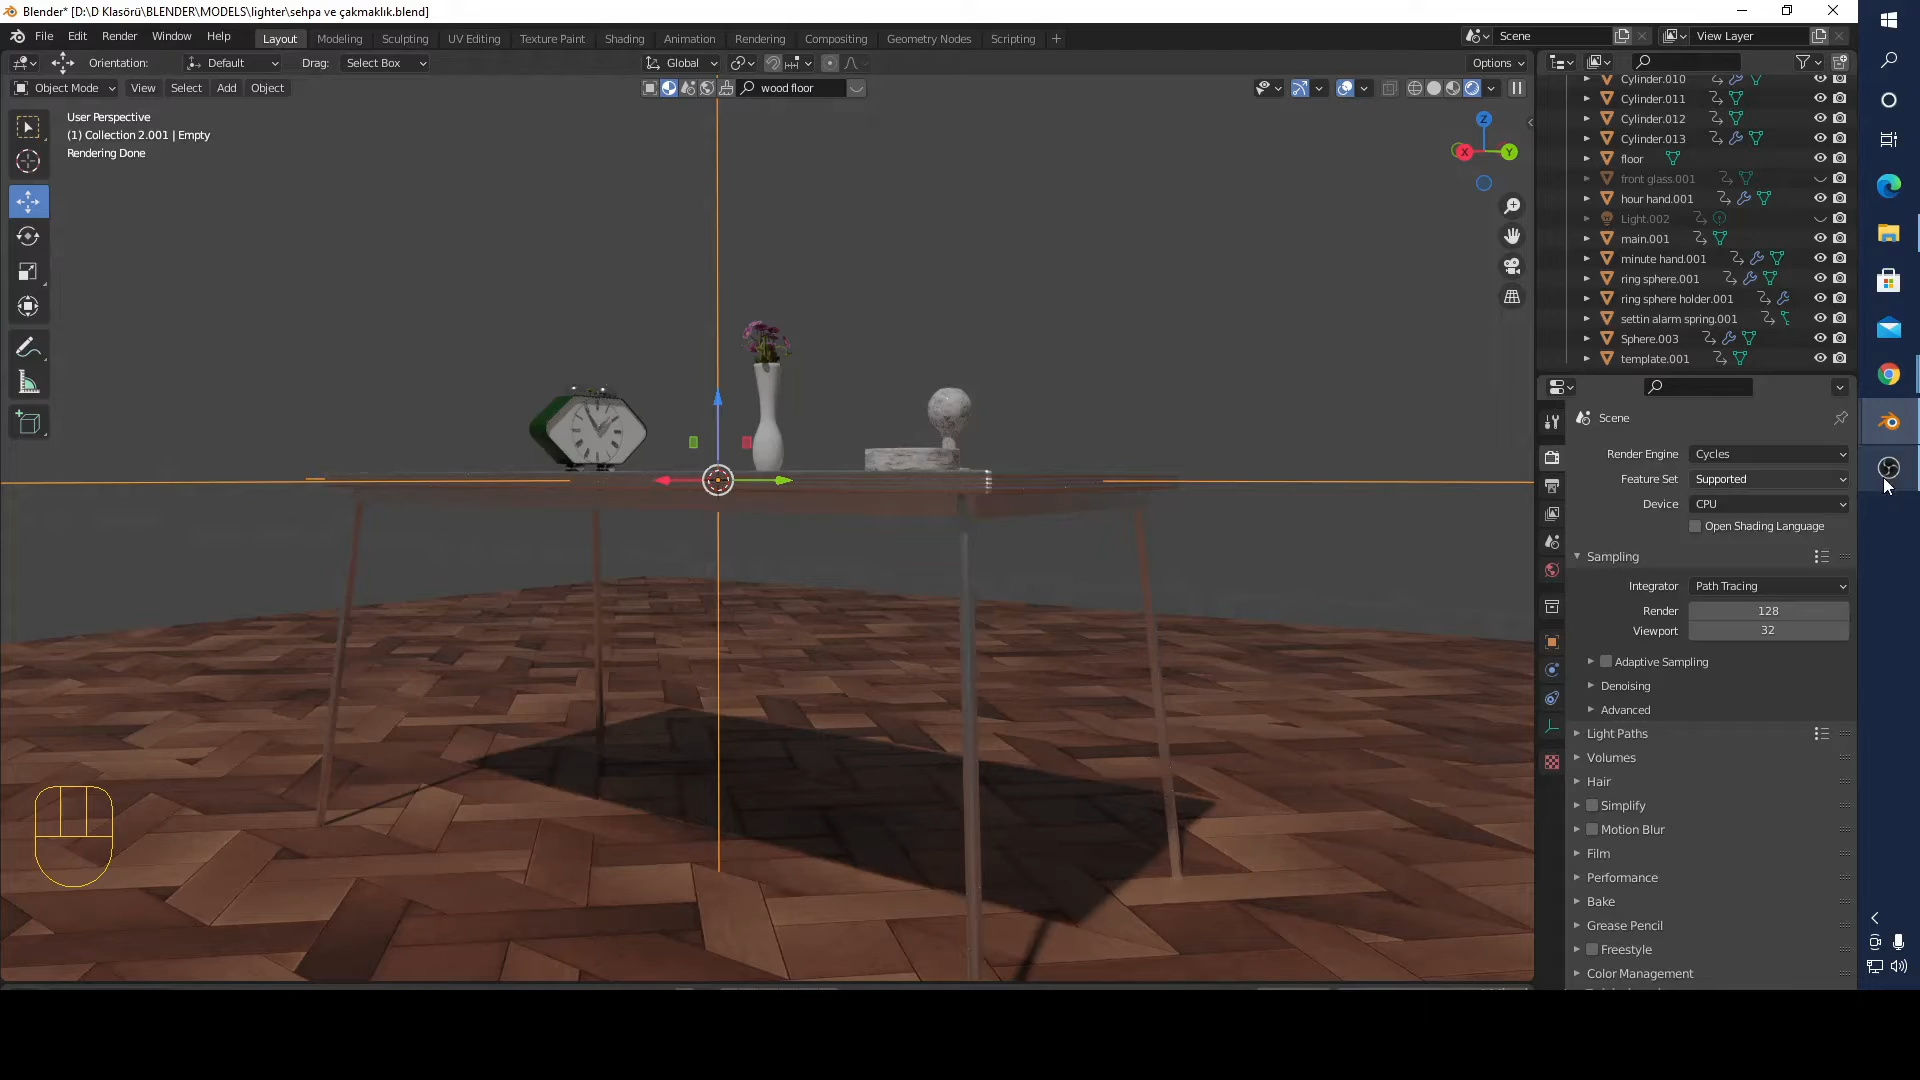 Blender* [D:\D Klasörü\BLENDER\MODELS\lighter\sehpa ve çakmaklık.blend]
File Edit Render Window Help Layout Modeling Sculpting UV Editing Texture Paint Shading Animation Rendering Compositing Geometry Nodes Scripting + Scene View Layer
Orientation: Default Drag: Select Box Global Options
Object Mode View Select Add Object wood floor
User Perspective
(1) Collection 2.001 | Empty
Rendering Done
Z
X
Y
Cylinder.010
Cylinder.011
Cylinder.012
Cylinder.013
floor
front glass.001
hour hand.001
Light.002
main.001
minute hand.001
ring sphere.001
ring sphere holder.001
settin alarm spring.001
Sphere.003
template.001
Scene
Render Engine Cycles
Feature Set Supported
Device CPU
Open Shading Language
Sampling
Integrator Path Tracing
Render 128
Viewport 32
Adaptive Sampling
Denoising
Advanced
Light Paths
Volumes
Hair
Simplify
Motion Blur
Film
Performance
Bake
Grease Pencil
Freestyle
Color Management